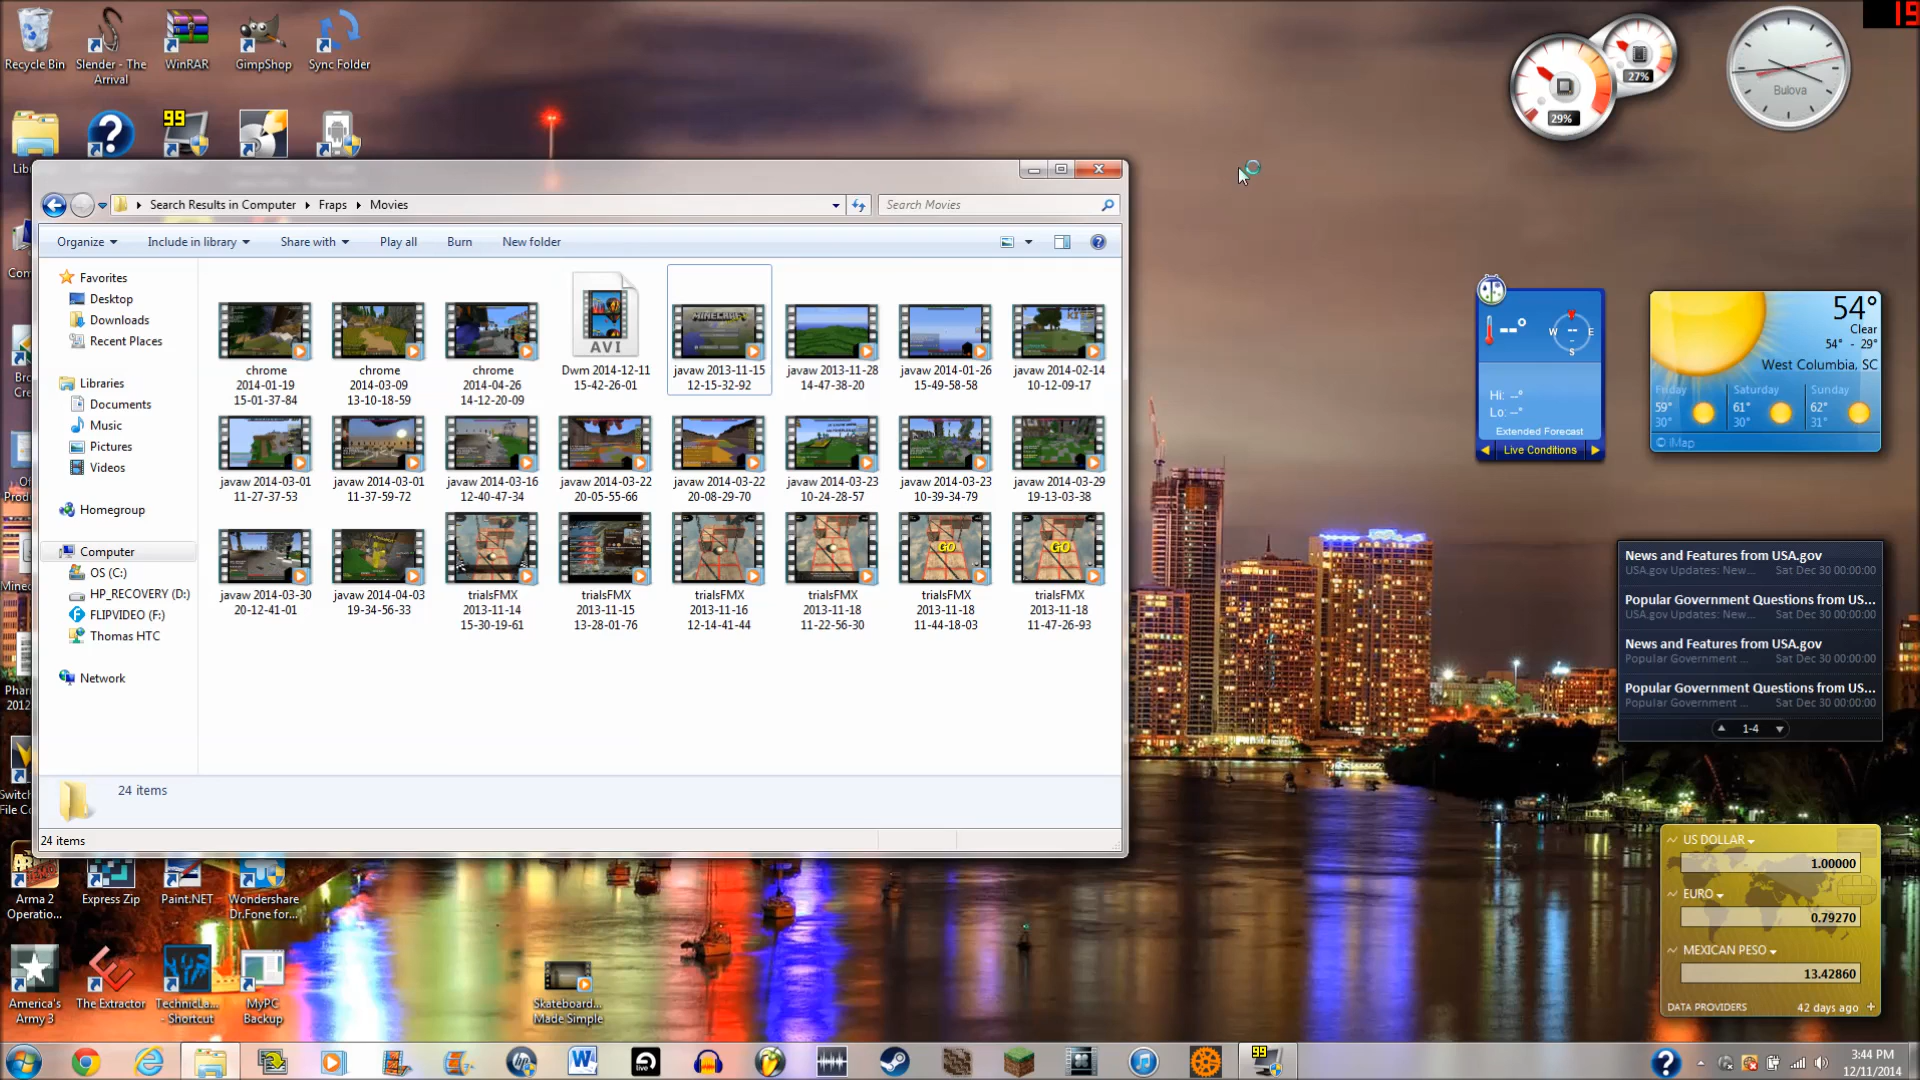 19
Recycle Bin
Slender - The
Arrival
WinRAR
GimpShop
Sync Folder
99
27%
29%
Bulova
Search Results in Computer
Fraps
Movies
Search Movies
Organize
Include in library
Share with
Play all
Burn
New folder
Favorites
Desktop
Downloads
Recent Places
Libraries
Documents
Music
Pictures
Videos
Homegroup
Computer
OS (C:)
HP_RECOVERY (D:)
FLIPVIDEO (F:)
Thomas HTC
Network
AVI
MINECRAFT
chrome
2014-01-19
15-01-37-84
chrome
2014-03-09
13-10-18-59
chrome
2014-04-26
14-12-20-09
Dwm 2014-12-11
15-42-26-01
javaw 2013-11-15
12-15-32-92
javaw 2013-11-28
14-47-38-20
javaw 2014-01-26
15-49-58-58
javaw 2014-02-14
10-12-09-17
javaw 2014-03-01
11-27-37-53
javaw 2014-03-01
11-37-59-72
javaw 2014-03-16
12-40-47-34
javaw 2014-03-22
20-05-55-66
javaw 2014-03-22
20-08-29-70
javaw 2014-03-23
10-24-28-57
javaw 2014-03-23
10-39-34-79
javaw 2014-03-29
19-13-03-38
GO
GO
javaw 2014-03-30
20-12-41-01
javaw 2014-04-03
19-34-56-33
trialsFMX
2013-11-14
15-30-19-61
trialsFMX
2013-11-15
13-28-01-76
trialsFMX
2013-11-16
12-14-41-44
trialsFMX
2013-11-18
11-22-56-30
trialsFMX
2013-11-18
11-44-18-03
trialsFMX
2013-11-18
11-47-26-93
24 items
24 items
--°
W -- E
S
Hi: --°
Lo: --°
Extended Forecast
Live Conditions
54°
Clear
54° - 29°
West Columbia, SC
Friday
59°
30°
Saturday
61°
30°
Sunday
62°
31°
© iMap
News and Features from USA.gov
USA.gov Updates: New... Sat Dec 30 00:00:00
Popular Government Questions from US...
USA.gov Updates: New... Sat Dec 30 00:00:00
News and Features from USA.gov
Popular Government ... Sat Dec 30 00:00:00
Popular Government Questions from US...
Popular Government ... Sat Dec 30 00:00:00
1-4
US DOLLAR
1.00000
EURO
0.79270
MEXICAN PESO
13.42860
DATA PROVIDERS 42 days ago +
Arma 2
Operatio...
Express Zip
Paint.NET
Wondershare
Dr.Fone for...
America's
Army 3
The Extractor
TechnicLa...
- Shortcut
MyPC
Backup
Skateboard...
Made Simple
live
99
3:44 PM
12/11/2014